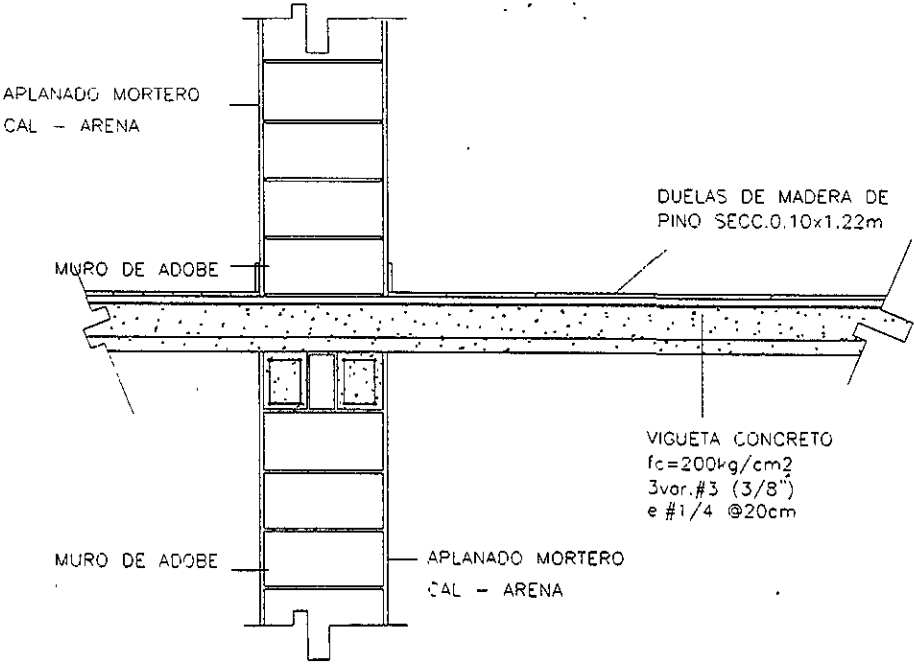 APLANADO MORTERO
CAL - ARENA
DUELAS DE MADERA DE
PINO SECC.0.10x1.22m
MURO DE ADOBE
VIGUETA CONCRETO
fc=200kg/cm2
3var.#3 (3/8")
e #1/4 @20cm
MURO DE ADOBE
APLANADO MORTERO
CAL - ARENA